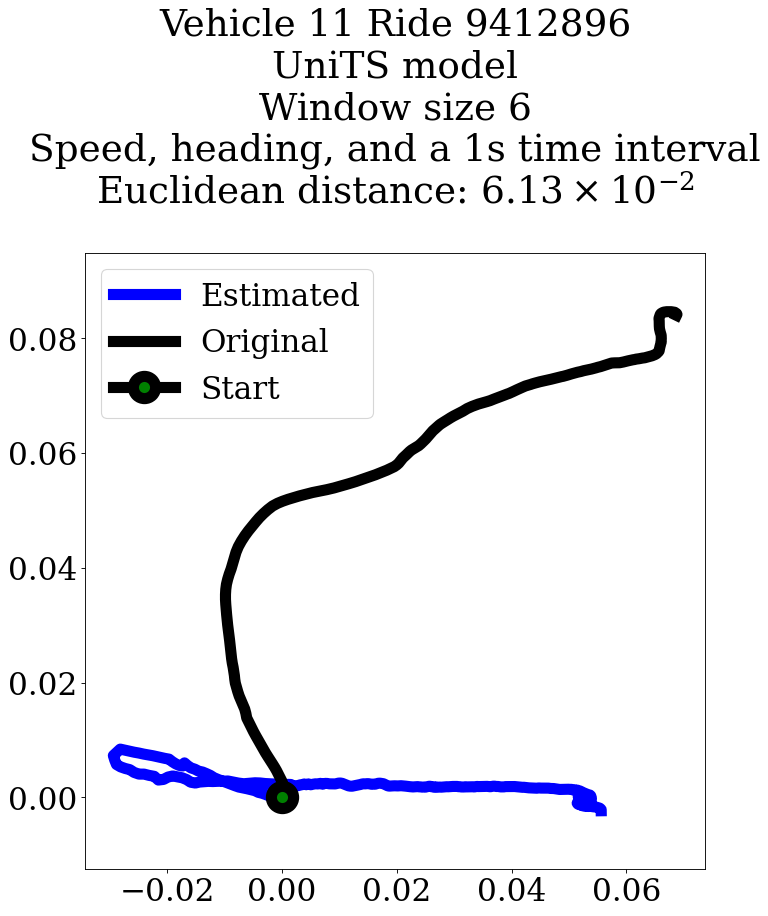 Vehicle 11 Ride 9412896
UniTS model
Window size 6
Speed, heading, and a 1s time interval
Euclidean distance: 6.13 × 10⁻²
Estimated
Original
Start
0.08
0.06
0.04
0.02
0.00
−0.02 0.00 0.02 0.04 0.06